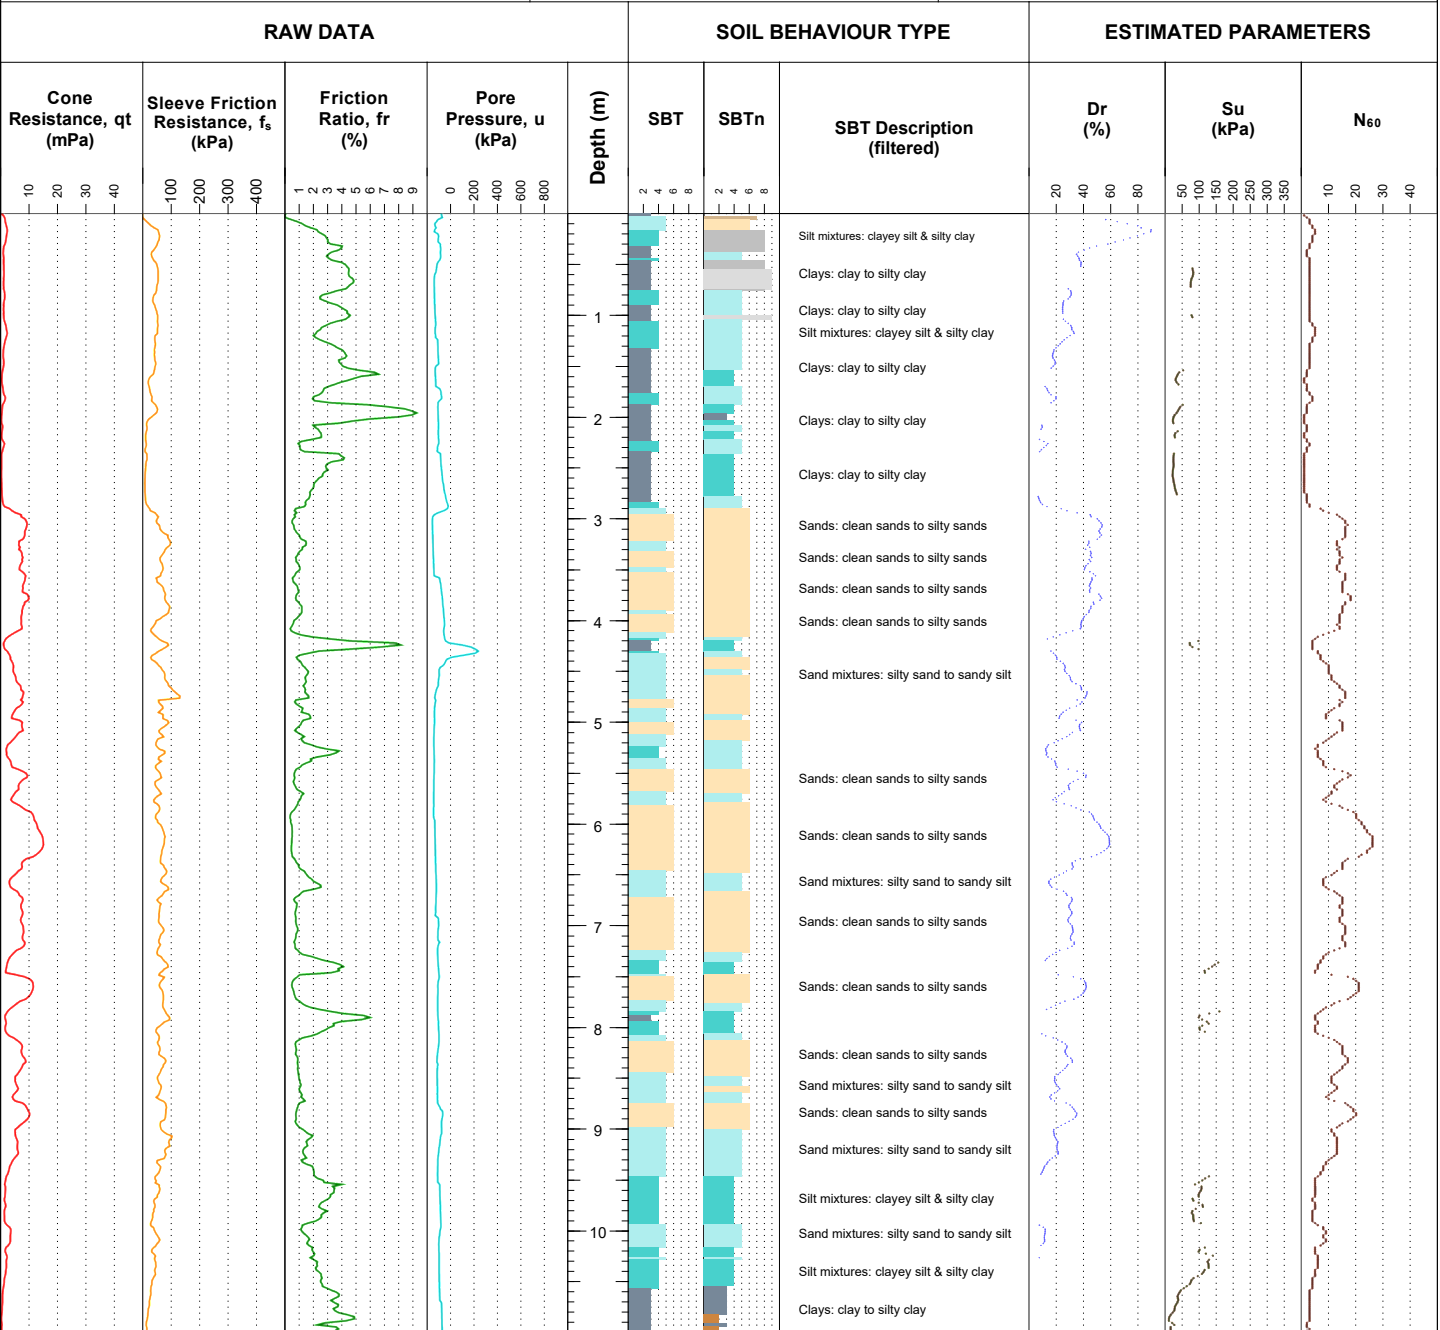 RAW DATA
SOIL BEHAVIOUR TYPE
ESTIMATED PARAMETERS
Cone
Resistance, qt
(mPa)
Sleeve Friction
Resistance, fs
(kPa)
Friction
Ratio, fr
(%)
Pore
Pressure, u
(kPa)
Depth (m)
SBT
SBTn
SBT Description
(filtered)
Dr
(%)
Su
(kPa)
N60
10 20 30 40
100 200 300 400
1 2 3 4 5 6 7 8 9
0 200 400 600 800
2 4 6 8
2 4 6 8
20 40 60 80
50 100 150 200 250 300 350
10 20 30 40
Silt mixtures: clayey silt & silty clay
Clays: clay to silty clay
Clays: clay to silty clay
1
Silt mixtures: clayey silt & silty clay
Clays: clay to silty clay
2
Clays: clay to silty clay
Clays: clay to silty clay
3
Sands: clean sands to silty sands
Sands: clean sands to silty sands
Sands: clean sands to silty sands
4
Sands: clean sands to silty sands
Sand mixtures: silty sand to sandy silt
5
Sands: clean sands to silty sands
6
Sands: clean sands to silty sands
Sand mixtures: silty sand to sandy silt
7
Sands: clean sands to silty sands
Sands: clean sands to silty sands
8
Sands: clean sands to silty sands
Sand mixtures: silty sand to sandy silt
Sands: clean sands to silty sands
9
Sand mixtures: silty sand to sandy silt
Silt mixtures: clayey silt & silty clay
10
Sand mixtures: silty sand to sandy silt
Silt mixtures: clayey silt & silty clay
Clays: clay to silty clay